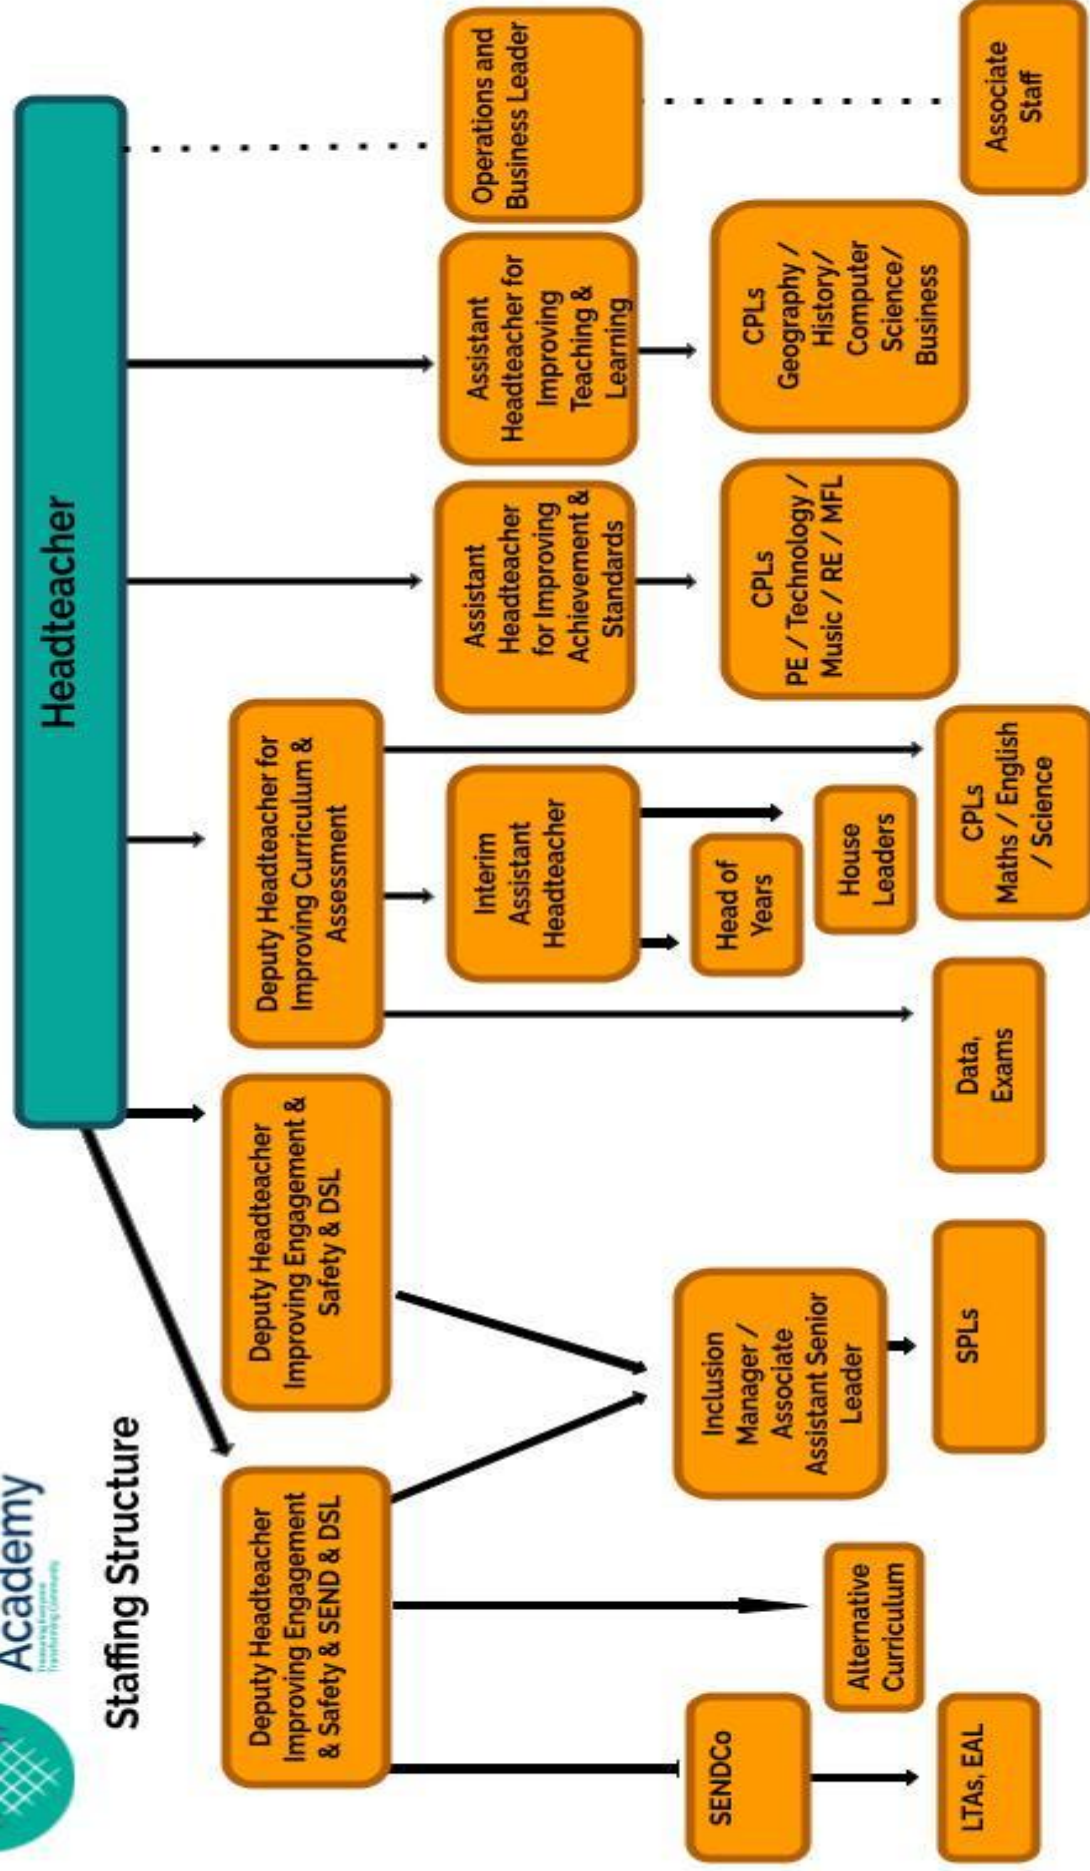 Academy
Staffing Structure
Headteacher
Deputy Headteacher
Improving Engagement
& Safety & SEND & DSL
Deputy Headteacher
Improving Engagement &
Safety & DSL
Deputy Headteacher for
Improving Curriculum &
Assessment
Interim
Assistant
Headteacher
Assistant
Headteacher
for Improving
Achievement &
Standards
Assistant
Headteacher for
Improving
Teaching &
Learning
Operations and
Business Leader
SENDCo
Alternative
Curriculum
Inclusion
Manager /
Associate
Assistant Senior
Leader
Head of
Years
House
Leaders
CPLs
PE / Technology /
Music / RE / MFL
CPLs
Geography /
History/
Computer
Science/
Business
LTAs, EAL
SPLs
Data,
Exams
CPLs
Maths / English
/ Science
Associate
Staff